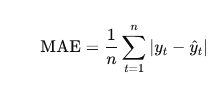 MAE = \frac{1}{n} \sum_{t=1}^{n} |y_t - \hat{y}_t|